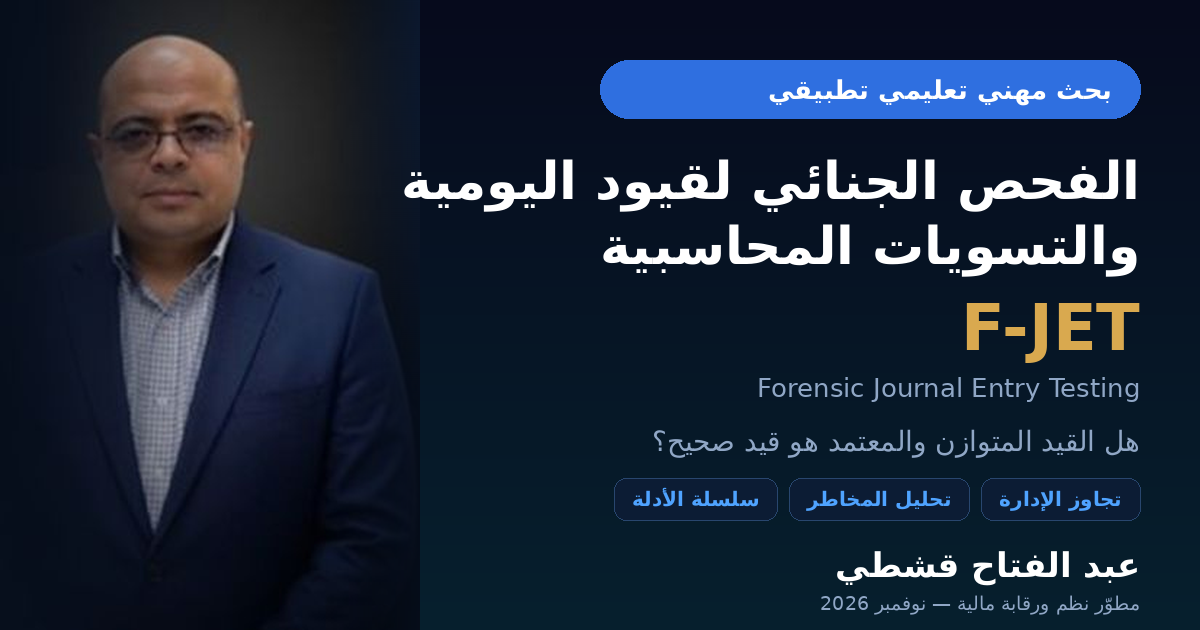 بحث مهني تعليمي تطبيقي
الفحص الجنائي لقيود اليومية
والتسويات المحاسبية
F-JET
Forensic Journal Entry Testing
هل القيد المتوازن والمعتمد هو قيد صحيح؟
تجاوز الإدارة
تحليل المخاطر
سلسلة الأدلة
عبد الفتاح قشطي
مطوّر نظم ورقابة مالية — نوفمبر 2026